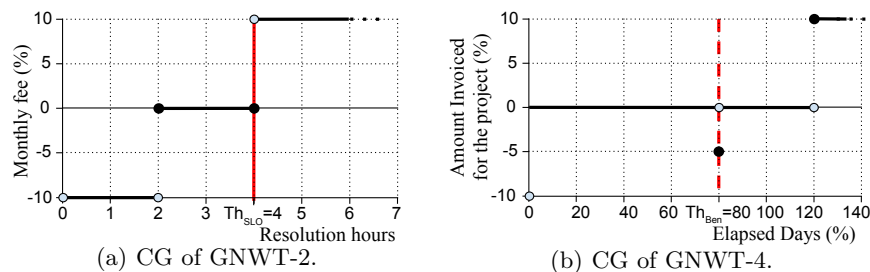 10
5
0
-5
-10
Monthly fee (%)
0 1 2 3 Th_SLO=4 5 6 7
Resolution hours
(a) CG of GNWT-2.
10
5
0
-5
-10
Amount Invoiced
for the project (%)
0 20 40 60 Th_Ben=80 100 120 140
Elapsed Days (%)
(b) CG of GNWT-4.